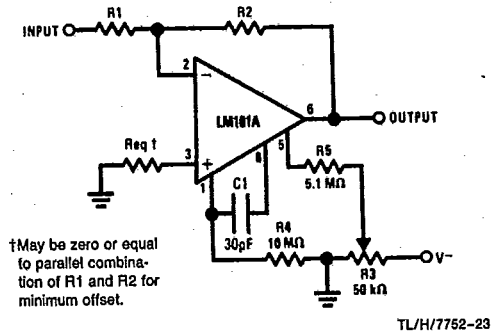 R1
R2
INPUT
2
−
LM101A
6
OUTPUT
Req †
3
+
5
R5
5.1 MΩ
1
8
C1
30pF
R4
10 MΩ
V−
R3
50 kΩ
†May be zero or equal
to parallel combina-
tion of R1 and R2 for
minimum offset.
TL/H/7752–23